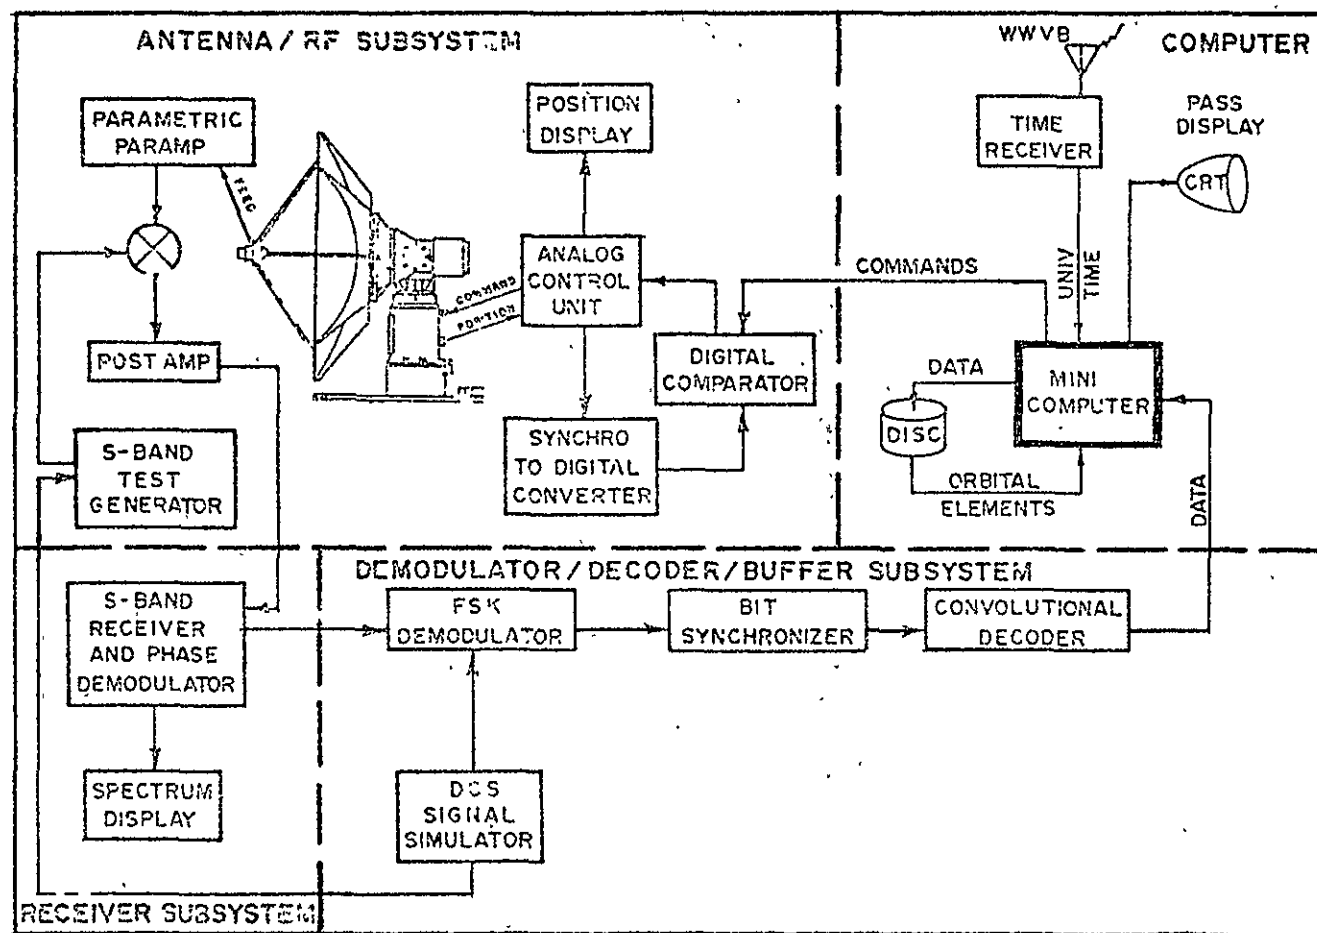 ANTENNA / RF SUBSYSTEM
COMPUTER
WWVB
PARAMETRIC
PARAMP
FEED
POSITION
DISPLAY
TIME
RECEIVER
PASS
DISPLAY
CRT
ANALOG
CONTROL
UNIT
COMMAND
COMMANDS
UNIV
TIME
POST AMP
DIGITAL
COMPARATOR
DATA
DISC
MINI
COMPUTER
ORBITAL
ELEMENTS
DATA
S-BAND
TEST
GENERATOR
SYNCHRO
TO DIGITAL
CONVERTER
DEMODULATOR/DECODER/BUFFER SUBSYSTEM
S-BAND
RECEIVER
AND PHASE
DEMODULATOR
FSK
DEMODULATOR
BIT
SYNCHRONIZER
CONVOLUTIONAL
DECODER
SPECTRUM
DISPLAY
DCS
SIGNAL
SIMULATOR
RECEIVER SUBSYSTEM